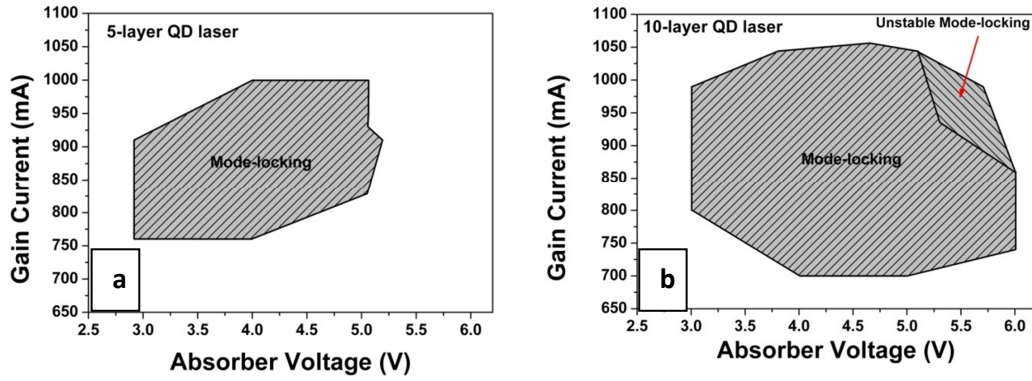 5-layer QD laser
1100
1050
1000
950
900
850
800
750
700
650
Gain Current (mA)
Mode-locking
a
2.5 3.0 3.5 4.0 4.5 5.0 5.5 6.0
Absorber Voltage (V)
10-layer QD laser
Unstable Mode-locking
1100
1050
1000
950
900
850
800
750
700
650
Gain Current (mA)
Mode-locking
b
2.5 3.0 3.5 4.0 4.5 5.0 5.5 6.0
Absorber Voltage (V)